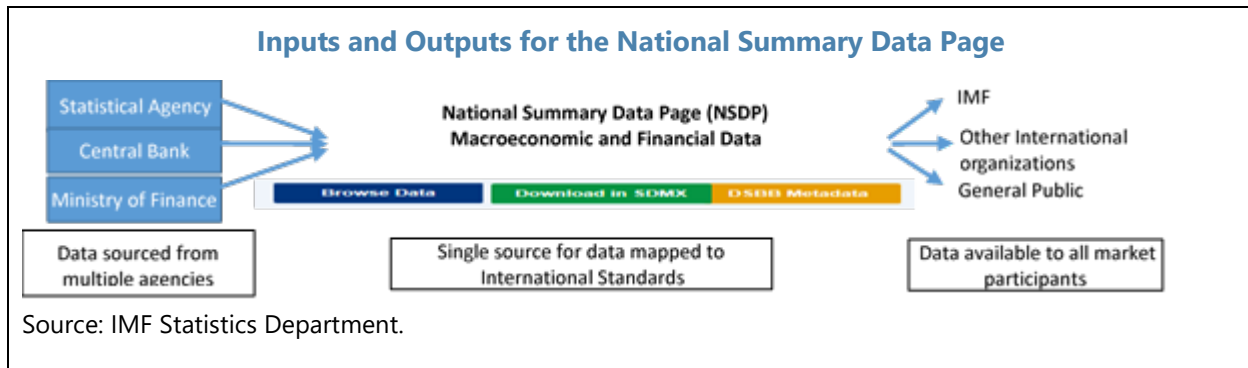 Inputs and Outputs for the National Summary Data Page
Statistical Agency
Central Bank
Ministry of Finance
National Summary Data Page (NSDP)
Macroeconomic and Financial Data
Browse Data
Download in SDMX
DSBB Metadata
IMF
Other International
organizations
General Public
Data sourced from
multiple agencies
Single source for data mapped to
International Standards
Data available to all market
participants
Source: IMF Statistics Department.